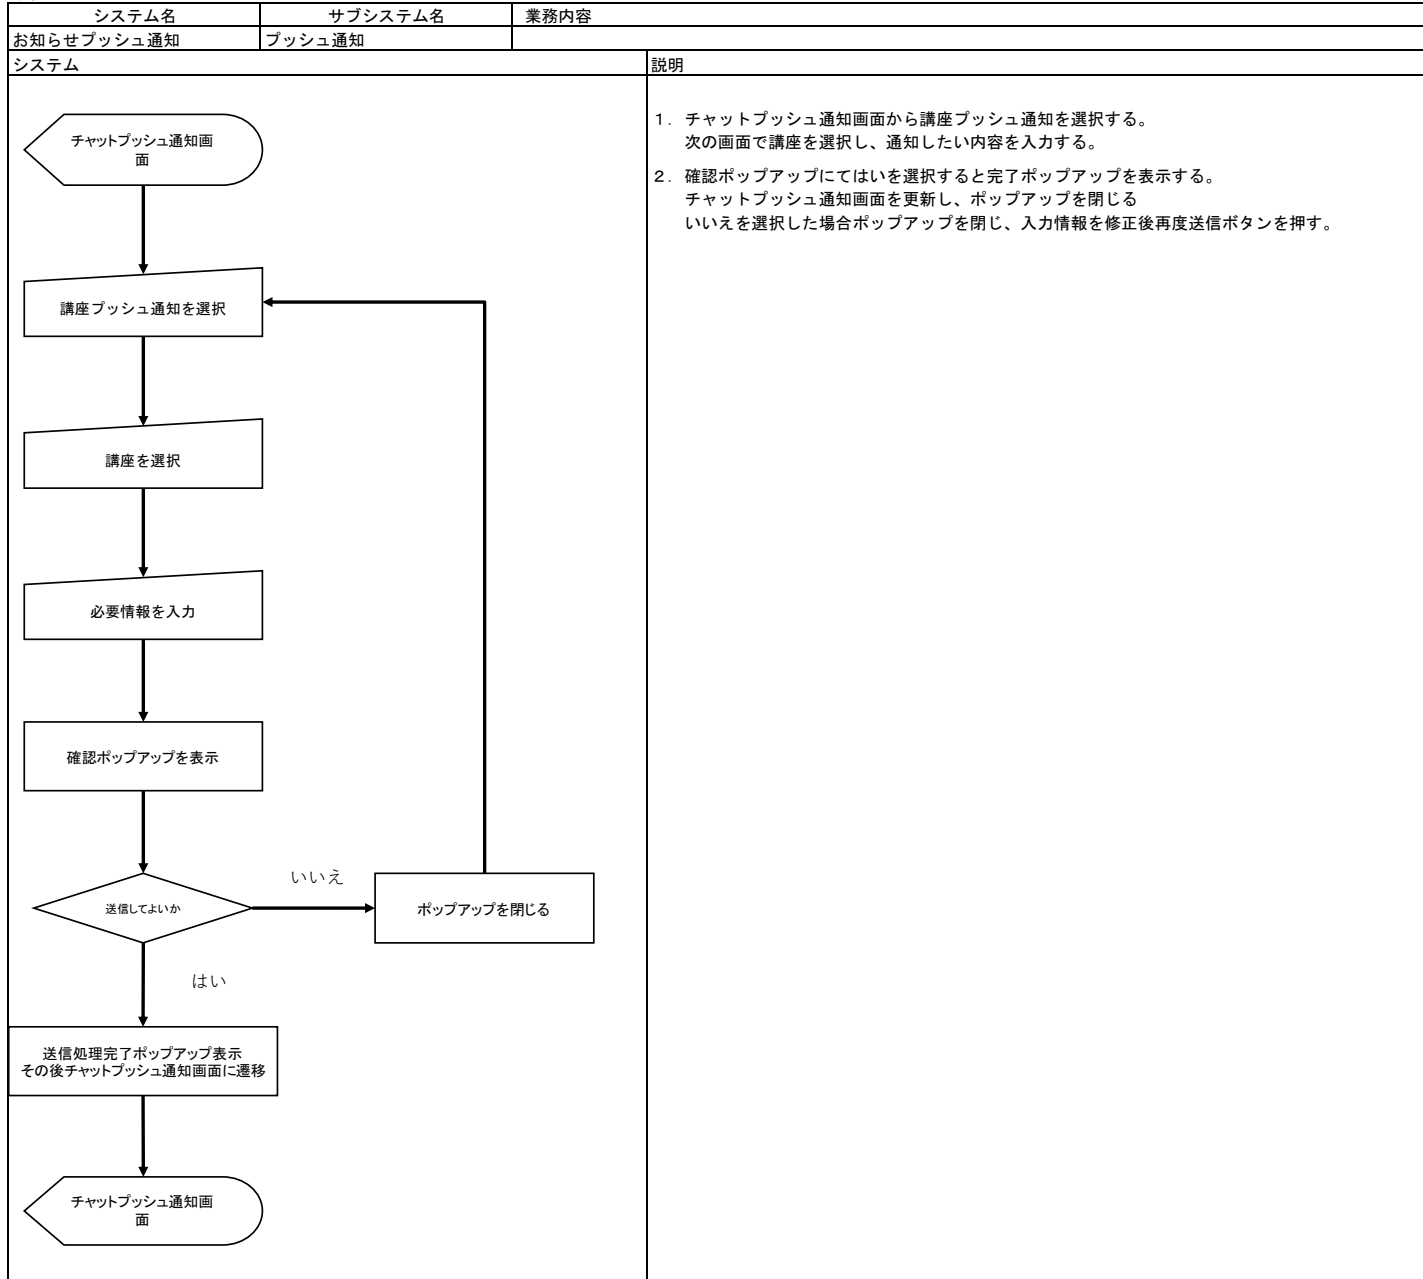 システム名 サブシステム名 業務内容
お知らせプッシュ通知 プッシュ通知
システム 説明
チャットプッシュ通知画
面
講座プッシュ通知を選択
講座を選択
必要情報を入力
確認ポップアップを表示
送信してよいか
いいえ
ポップアップを閉じる
はい
送信処理完了ポップアップ表示
その後チャットプッシュ通知画面に遷移
チャットプッシュ通知画
面
１．チャットプッシュ通知画面から講座プッシュ通知を選択する。
次の画面で講座を選択し、通知したい内容を入力する。
２．確認ポップアップにてはいを選択すると完了ポップアップを表示する。
チャットプッシュ通知画面を更新し、ポップアップを閉じる
いいえを選択した場合ポップアップを閉じ、入力情報を修正後再度送信ボタンを押す。